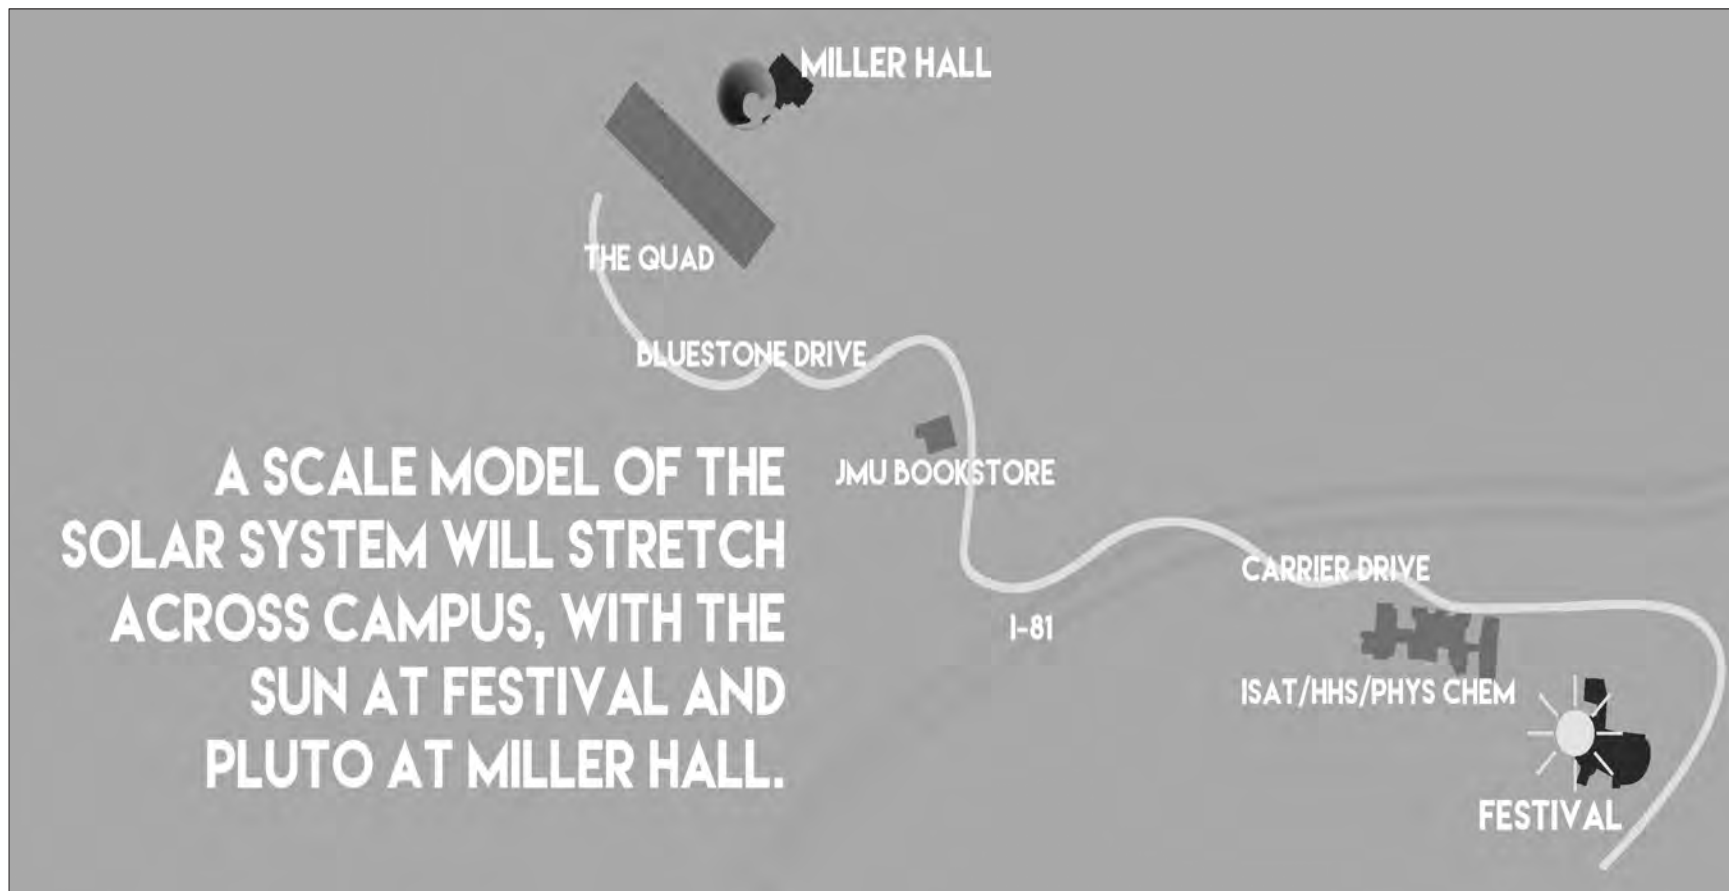 MILLER HALL
THE QUAD
BLUESTONE DRIVE
JMU BOOKSTORE
A SCALE MODEL OF THE
SOLAR SYSTEM WILL STRETCH
ACROSS CAMPUS, WITH THE
SUN AT FESTIVAL AND
PLUTO AT MILLER HALL.
CARRIER DRIVE
I-81
ISAT/HHS/PHYS CHEM
FESTIVAL